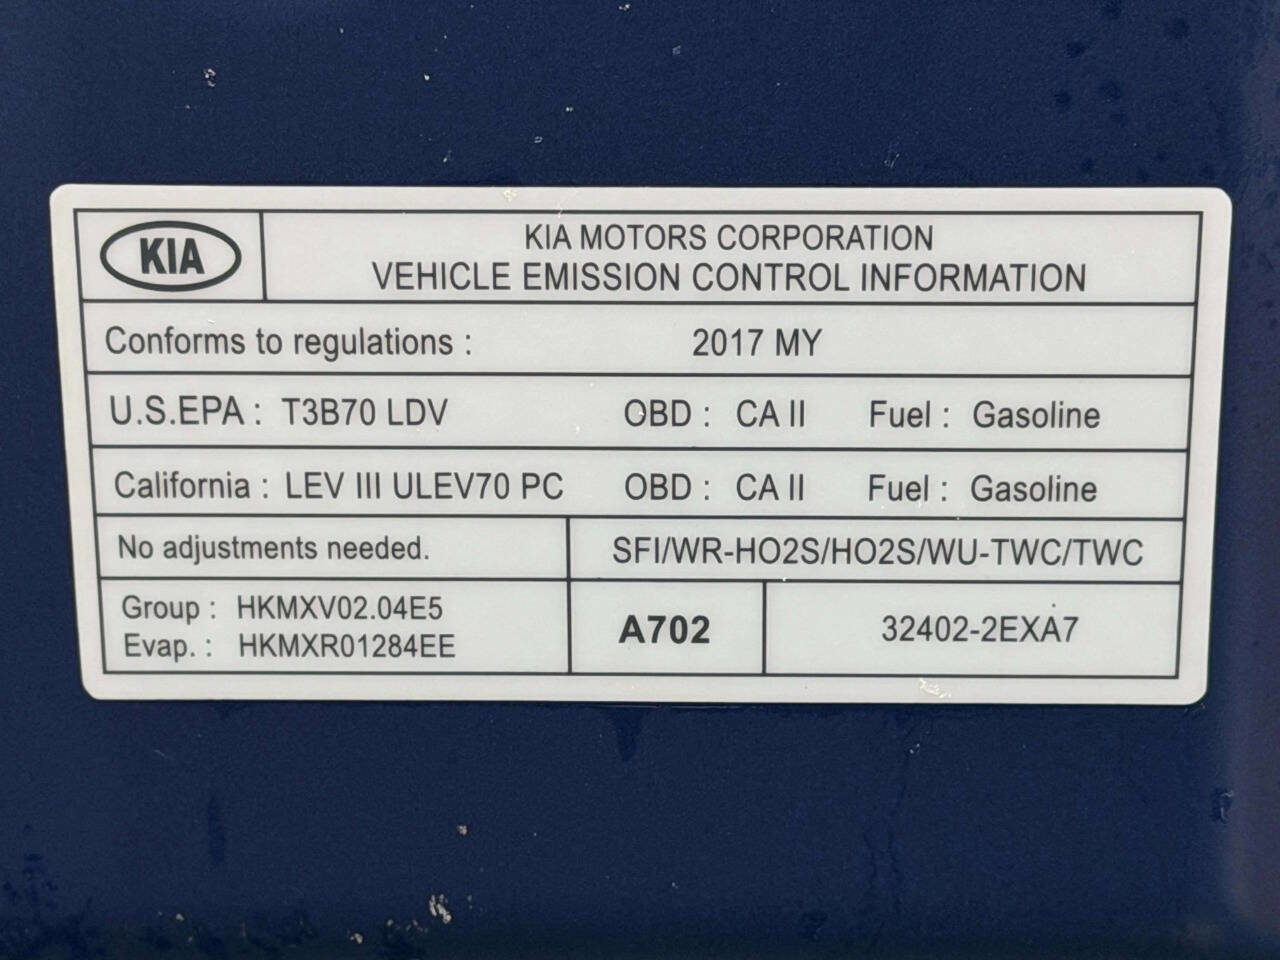 KIA
KIA MOTORS CORPORATION
VEHICLE EMISSION CONTROL INFORMATION
Conforms to regulations : 2017 MY
U.S.EPA : T3B70 LDV OBD : CA II Fuel : Gasoline
California : LEV III ULEV70 PC OBD : CA II Fuel : Gasoline
No adjustments needed. SFI/WR-HO2S/HO2S/WU-TWC/TWC
Group : HKMXV02.04E5
Evap. : HKMXR01284EE
A702
32402-2EXA7